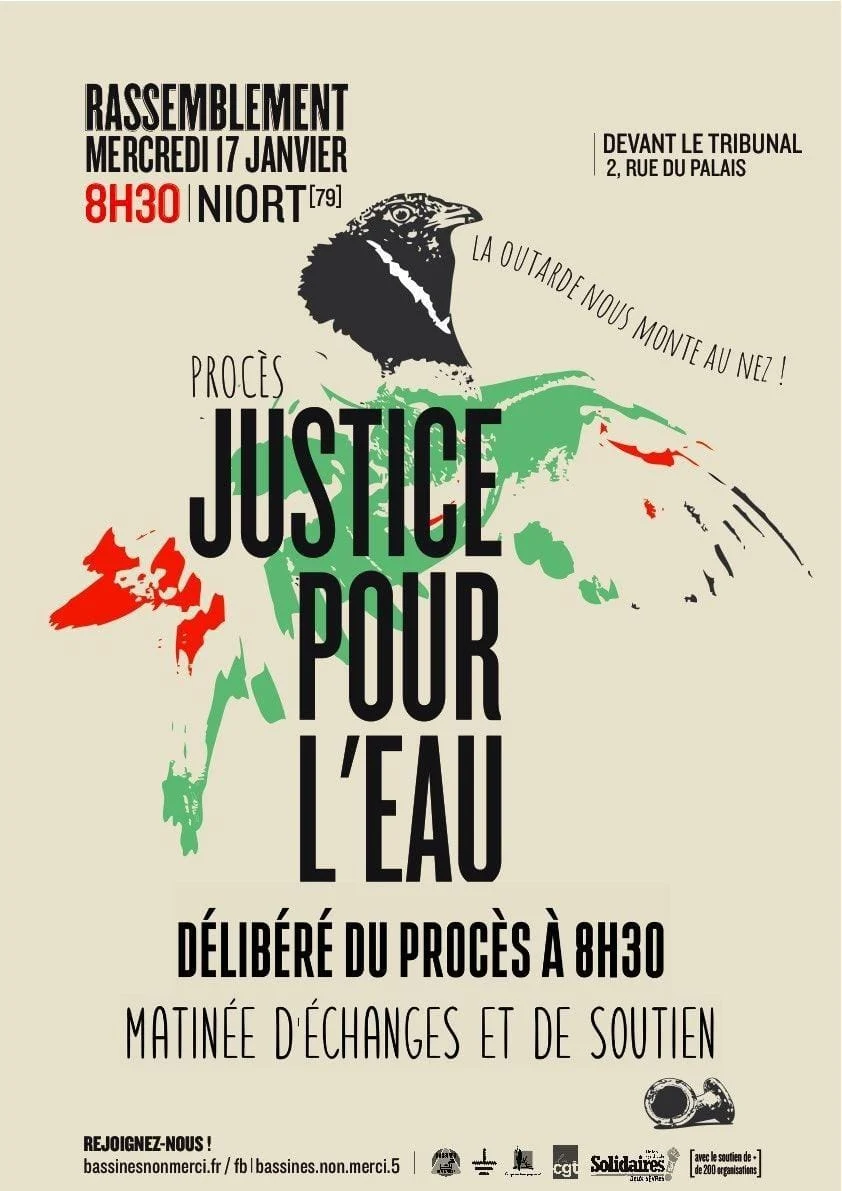 RASSEMBLEMENT
MERCREDI 17 JANVIER
8H30 | NIORT [79]
DEVANT LE TRIBUNAL
2, RUE DU PALAIS
LA OUTARDE NOUS MONTE AU NEZ !
PROCÈS
JUSTICE
POUR
L'EAU
DÉLIBÉRÉ DU PROCÈS À 8H30
MATINÉE D'ÉCHANGES ET DE SOUTIEN
REJOIGNEZ-NOUS !
bassinesnonmerci.fr / fb | bassines.non.merci.5
cgt
Solidaires
DEUX SÈVRES
[avec le soutien de +
de 200 organisations]